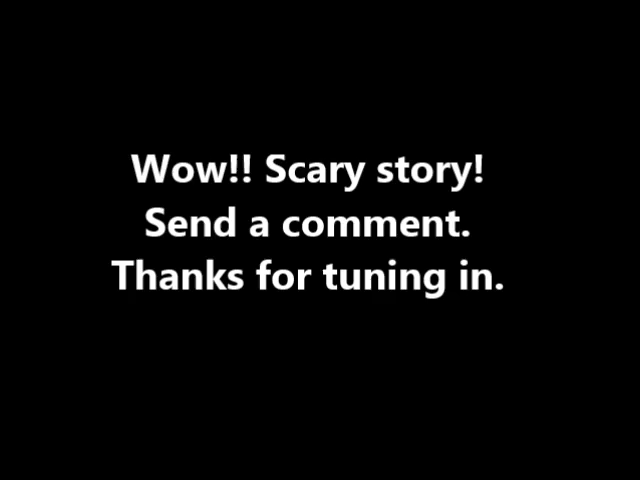 Wow!! Scary story!
Send a comment.
Thanks for tuning in.